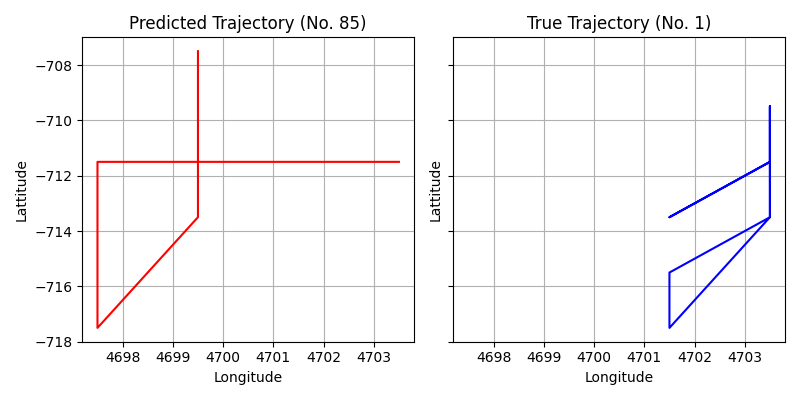 Predicted Trajectory (No. 85)
True Trajectory (No. 1)
Lattitude
−708
−710
−712
−714
−716
−718
4698 4699 4700 4701 4702 4703
Longitude
Lattitude
4698 4699 4700 4701 4702 4703
Longitude